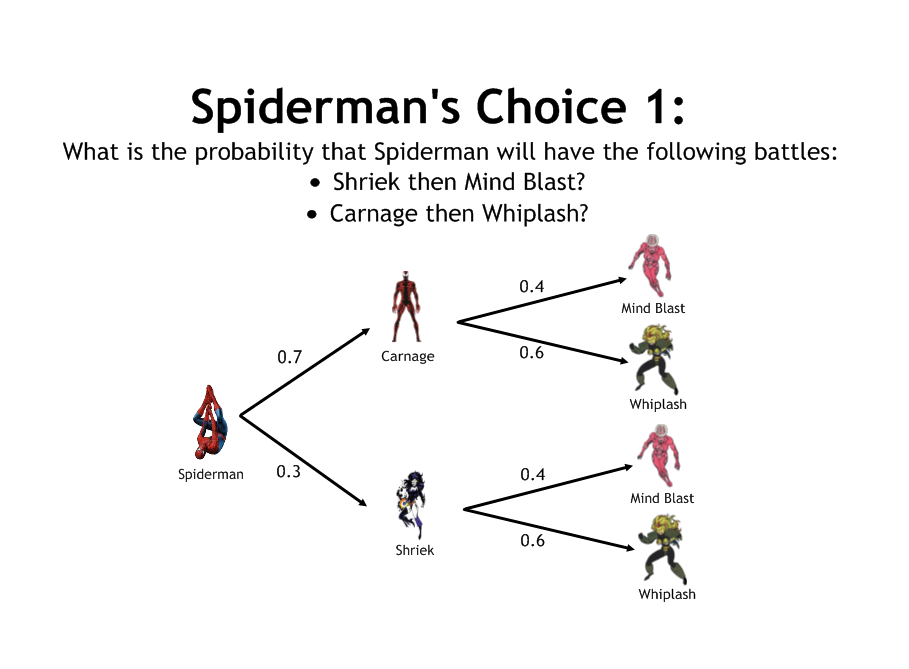 Spiderman's Choice 1:
What is the probability that Spiderman will have the following battles:
• Shriek then Mind Blast?
• Carnage then Whiplash?
0.4
Mind Blast
0.7
Carnage
0.6
Whiplash
Spiderman
0.3
0.4
Mind Blast
Shriek
0.6
Whiplash